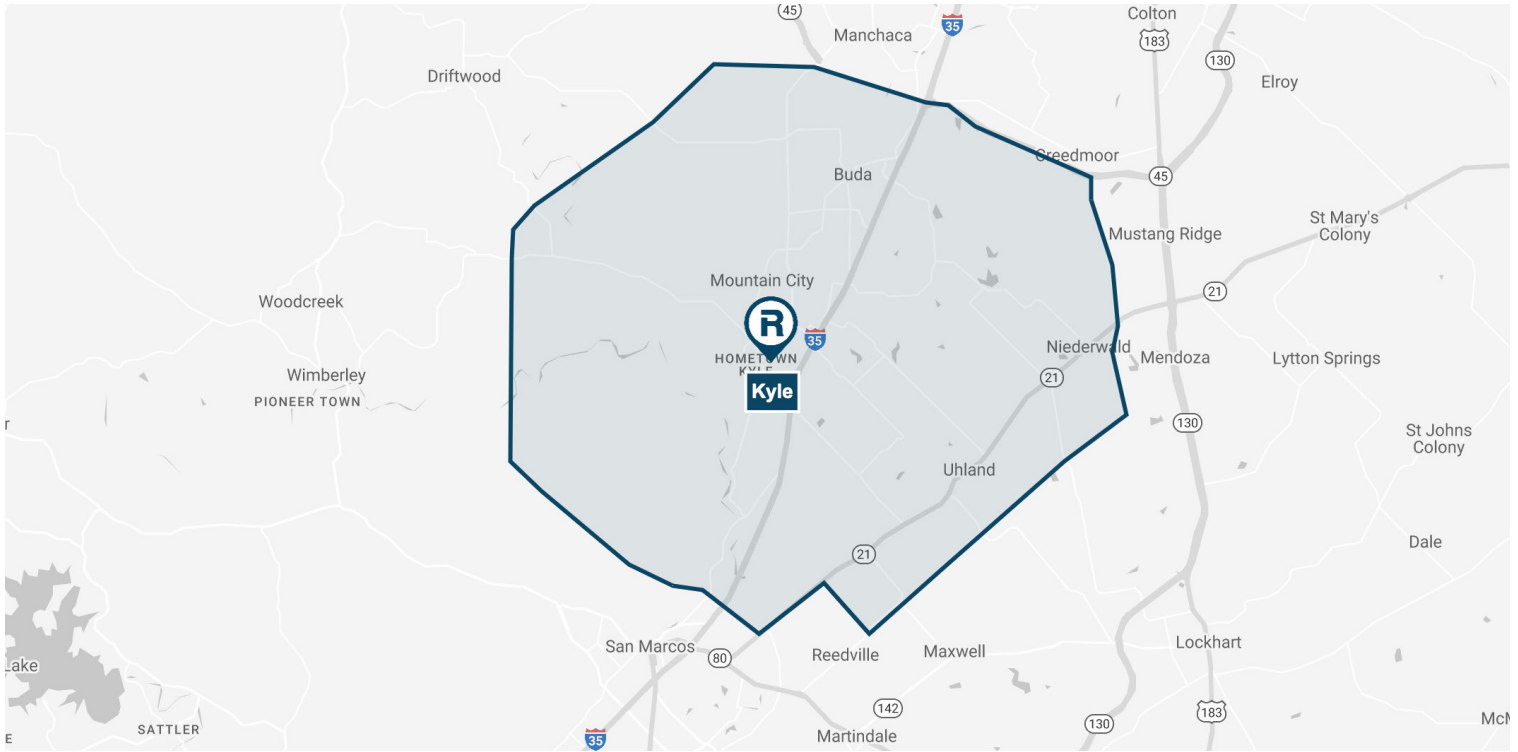 45
Manchaca
35
Colton
183
130
Driftwood
Elroy
Creedmoor
Buda
45
St Mary's
Colony
Mustang Ridge
Mountain City
21
Woodcreek
R
35
HOMETOWN
KYLE
Niederwald
Mendoza
Lytton Springs
Wimberley
21
PIONEER TOWN
Kyle
r
130
St Johns
Colony
Uhland
Dale
21
San Marcos
80
Reedville
Maxwell
Lockhart
Lake
142
183
130
McM
SATTLER
Martindale
35
E